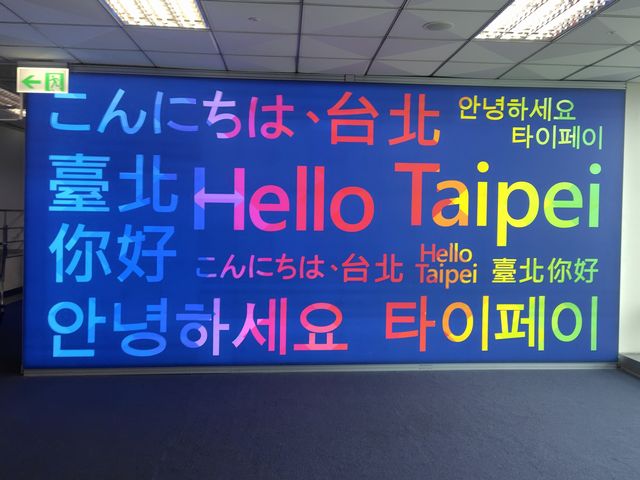 こんにちは、台北
안녕하세요
타이페이
臺北
你好
Hello Taipei
こんにちは、台北
Hello
Taipei
臺北你好
안녕하세요 타이페이